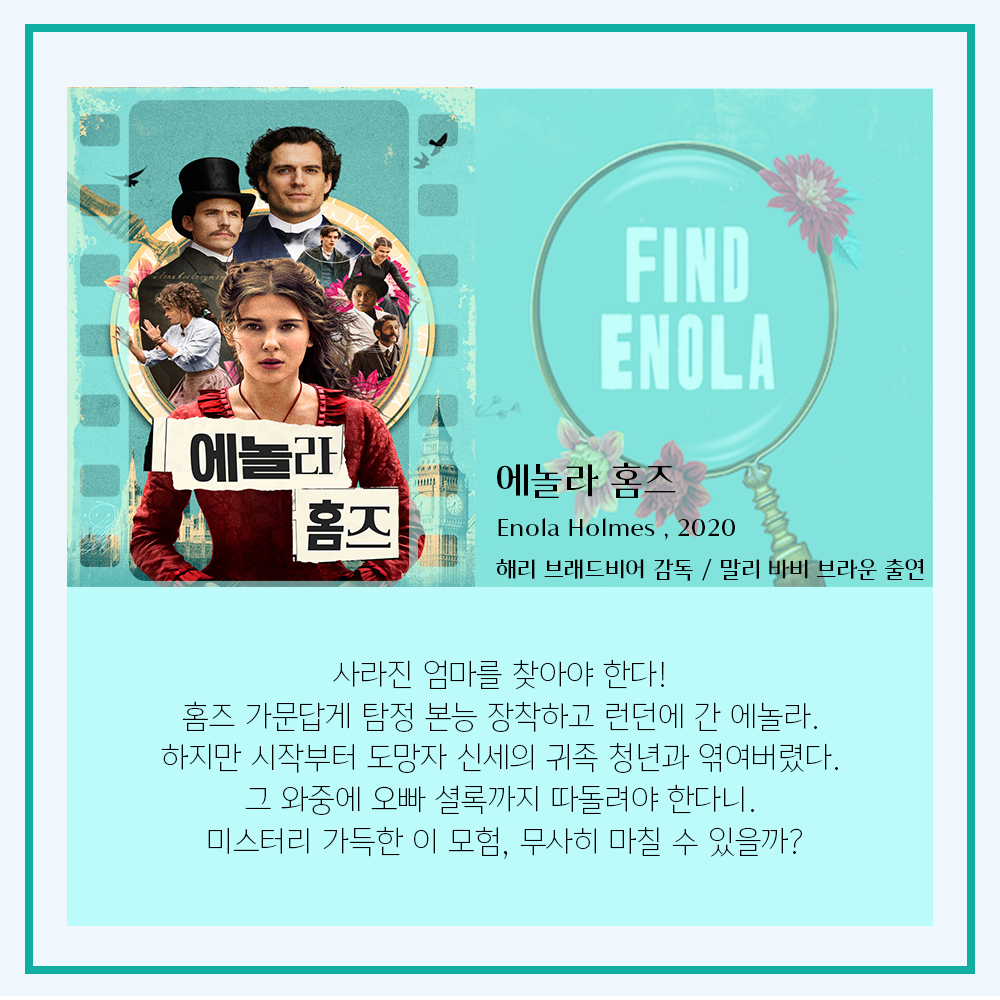 에놀라
홈즈
FIND
ENOLA
에놀라 홈즈
Enola Holmes , 2020
해리 브래드비어 감독 / 말리 바비 브라운 출연
사라진 엄마를 찾아야 한다!
홈즈 가문답게 탐정 본능 장착하고 런던에 간 에놀라.
하지만 시작부터 도망자 신세의 귀족 청년과 엮여버렸다.
그 와중에 오빠 셜록까지 따돌려야 한다니.
미스터리 가득한 이 모험, 무사히 마칠 수 있을까?